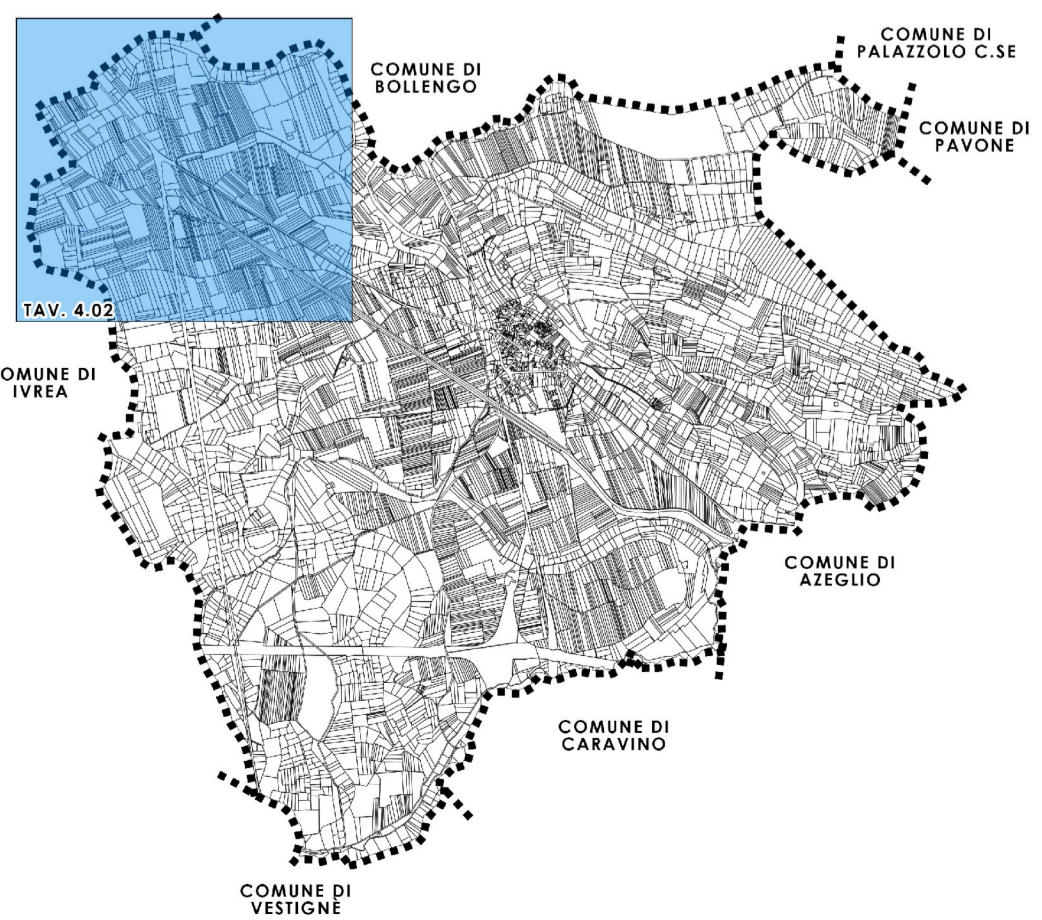 COMUNE DI
PALAZZOLO C.SE
COMUNE DI
BOLLENGO
COMUNE DI
PAVONE
TAV. 4.02
OMUNE DI
IVREA
COMUNE DI
AZEGLIO
COMUNE DI
CARAVINO
COMUNE DI
VESTIGNÈ